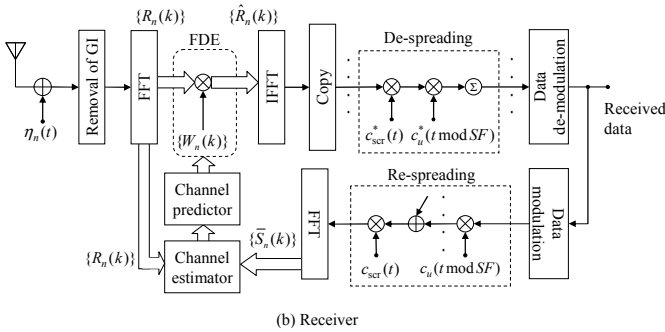 {R_n(k)}
{R̂_n(k)}
FDE
De-spreading
η_n(t)
Removal of GI
FFT
{W_n(k)}
IFFT
Copy
c*_scr(t)
c*_u(t mod SF)
Σ
Data
de-modulation
Received
data
Channel
predictor
Channel
estimator
{R_n(k)}
{S̄_n(k)}
FFT
Re-spreading
c_scr(t)
c_u(t mod SF)
Data
modulation
(b) Receiver